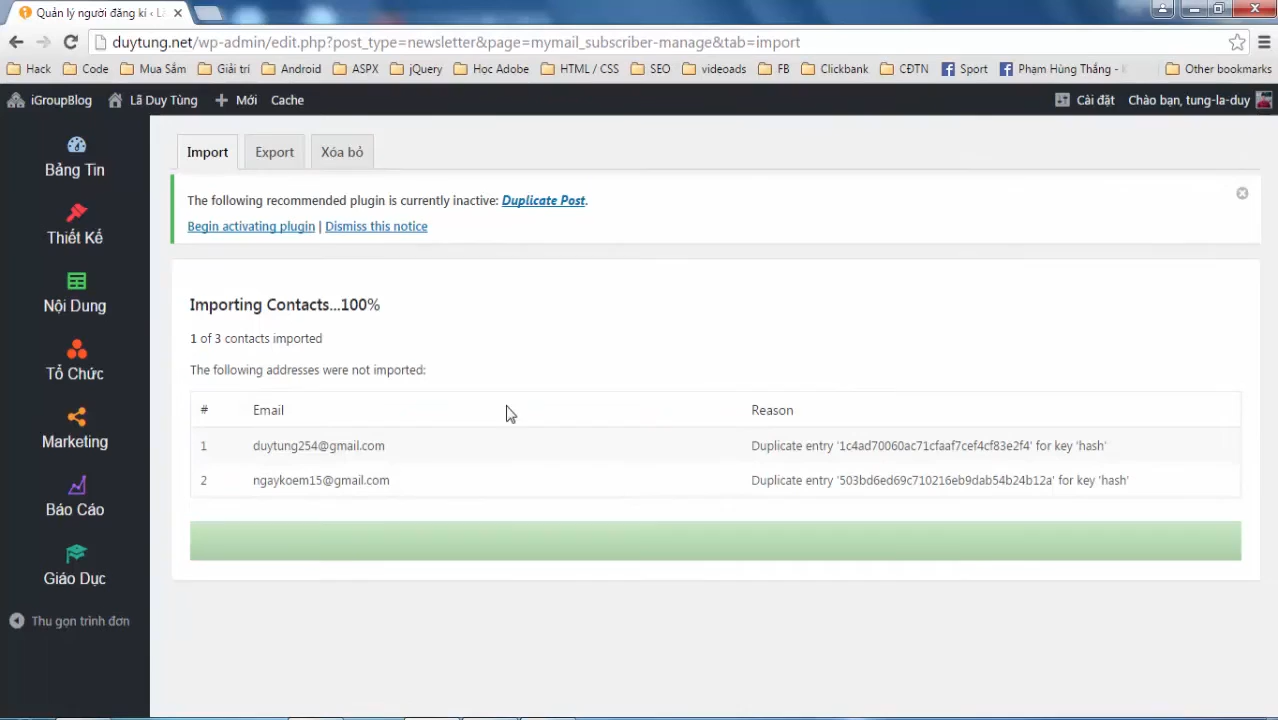 Quản lý người đăng kí ‹ L
duytung.net/wp-admin/edit.php?post_type=newsletter&page=mymail_subscriber-manage&tab=import
Hack Code Mua Sắm Giải trí Android ASPX jQuery Học Adobe HTML / CSS SEO videoads FB Clickbank CĐTN Sport Phạm Hùng Thắng - Other bookmarks
iGroupBlog Lã Duy Tùng Mới Cache Cài đặt Chào bạn, tung-la-duy
Bảng Tin
Thiết Kế
Nội Dung
Tổ Chức
Marketing
Báo Cáo
Giáo Dục
Thu gọn trình đơn
Import Export Xóa bỏ
The following recommended plugin is currently inactive: Duplicate Post.
Begin activating plugin | Dismiss this notice
Importing Contacts...100%
1 of 3 contacts imported
The following addresses were not imported:
# Email Reason
1 duytung254@gmail.com Duplicate entry '1c4ad70060ac71cfaaf7cef4cf83e2f4' for key 'hash'
2 ngaykoem15@gmail.com Duplicate entry '503bd6ed69c710216eb9dab54b24b12a' for key 'hash'